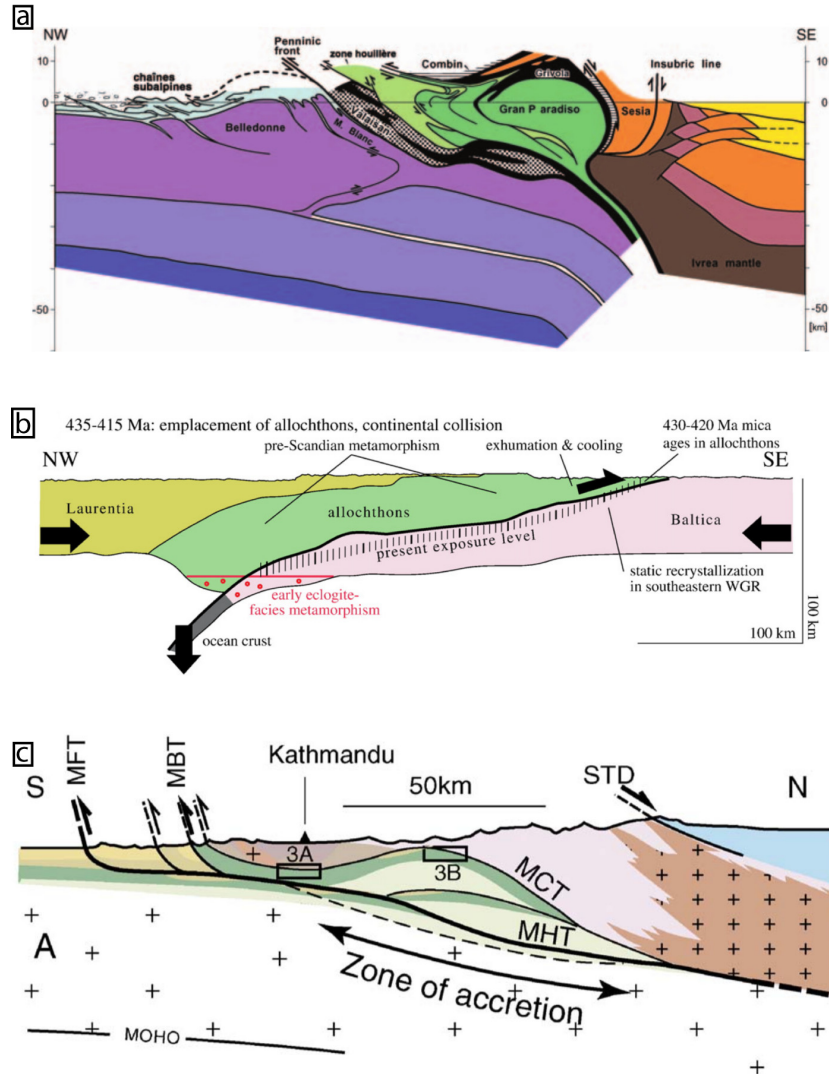 a
NW
SE
10
0
-50
10
0
-50
[km]
Penninic
front
zone houillère
Combin
Insubric line
chaînes
subalpines
Grivola
Gran P aradiso
Sesia
Belledonne
M. Blanc
Valaisan
Ivrea mantle
b
435-415 Ma: emplacement of allochthons, continental collision
430-420 Ma mica
ages in allochthons
pre-Scandian metamorphism
exhumation & cooling
NW
SE
Laurentia
allochthons
Baltica
present exposure level
static recrystallization
in southeastern WGR
early eclogite-
facies metamorphism
ocean crust
100 km
100 km
c
S
MFT
MBT
Kathmandu
50km
STD
N
3A
3B
MCT
MHT
A
Zone of accretion
MOHO